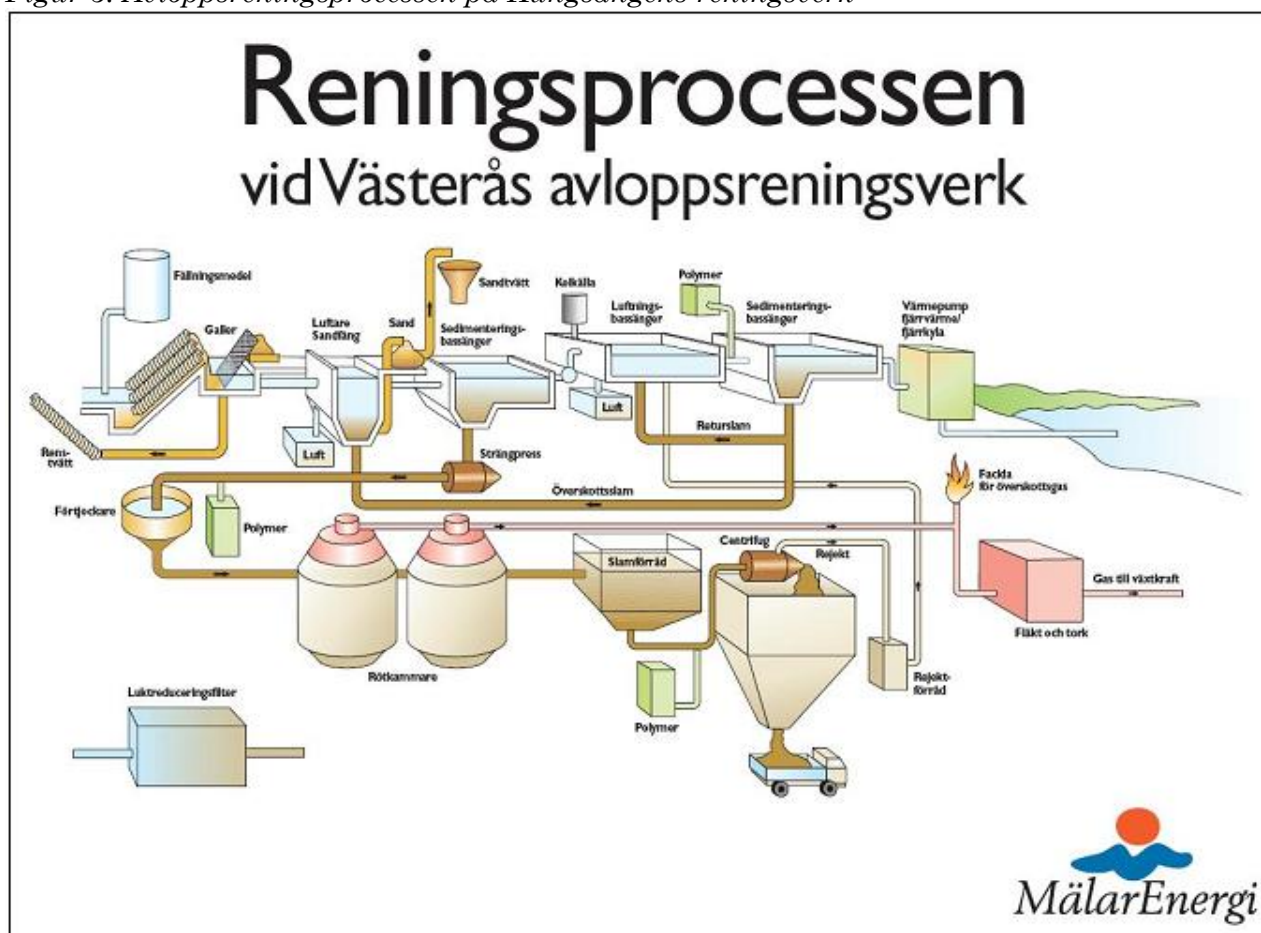 Reningsprocessen
vid Västerås avloppsreningsverk
Fällningsmedel
Galler
Luftare
Sandfång
Sand
Sandtvätt
Sedimenterings-
bassänger
Kolkälla
Luftnings-
bassänger
Polymer
Sedimenterings-
bassänger
Värmepump
fjärrvärme/
fjärrkyla
Luft
Luft
Rens-
tvätt
Returslam
Strängpress
Överskottsslam
Fackla
för överskottsgas
Förtjockare
Polymer
Centrifug
Rejekt
Slamförråd
Gas till växtkraft
Fläkt och tork
Rötkammare
Rejekt-
förråd
Luktreduceringsfilter
Polymer
MälarEnergi